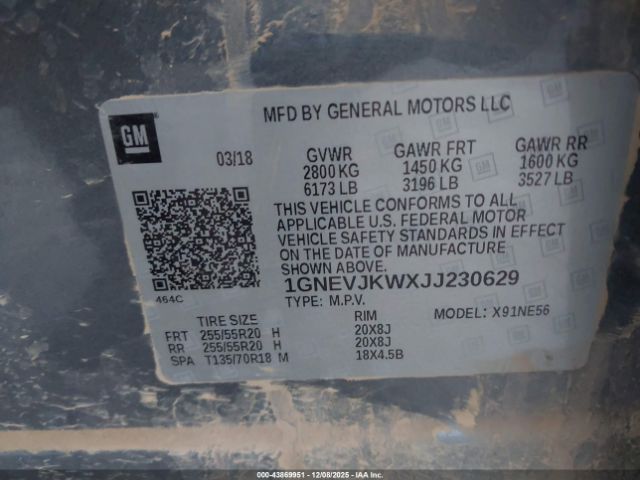 MFD BY GENERAL MOTORS LLC
GM
03/18 GVWR GAWR FRT GAWR RR
2800 KG 1450 KG 1600 KG
6173 LB 3196 LB 3527 LB
THIS VEHICLE CONFORMS TO ALL
APPLICABLE U.S. FEDERAL MOTOR
VEHICLE SAFETY STANDARDS IN EFFECT
ON THE DATE OF MANUFACTURE
SHOWN ABOVE.
464C
1GNEVJKWXJJ230629
TYPE: M.P.V. MODEL: X91NE56
TIRE SIZE RIM
FRT 255/55R20 H 20X8J
RR 255/55R20 H 20X8J
SPA T135/70R18 M 18X4.5B
000-43869951 - 12/08/2025 - IAA Inc.